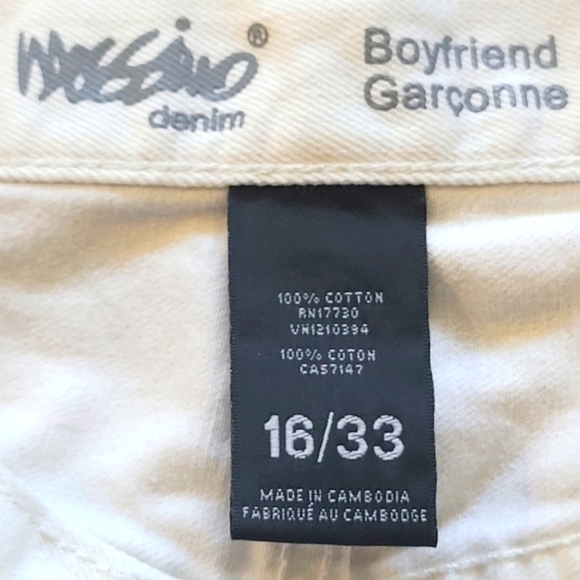 mossimo®
denim
Boyfriend
Garçonne
100% COTTON
RN17730
VN1210394
100% COTON
CA57147
16/33
MADE IN CAMBODIA
FABRIQUÉ AU CAMBODGE